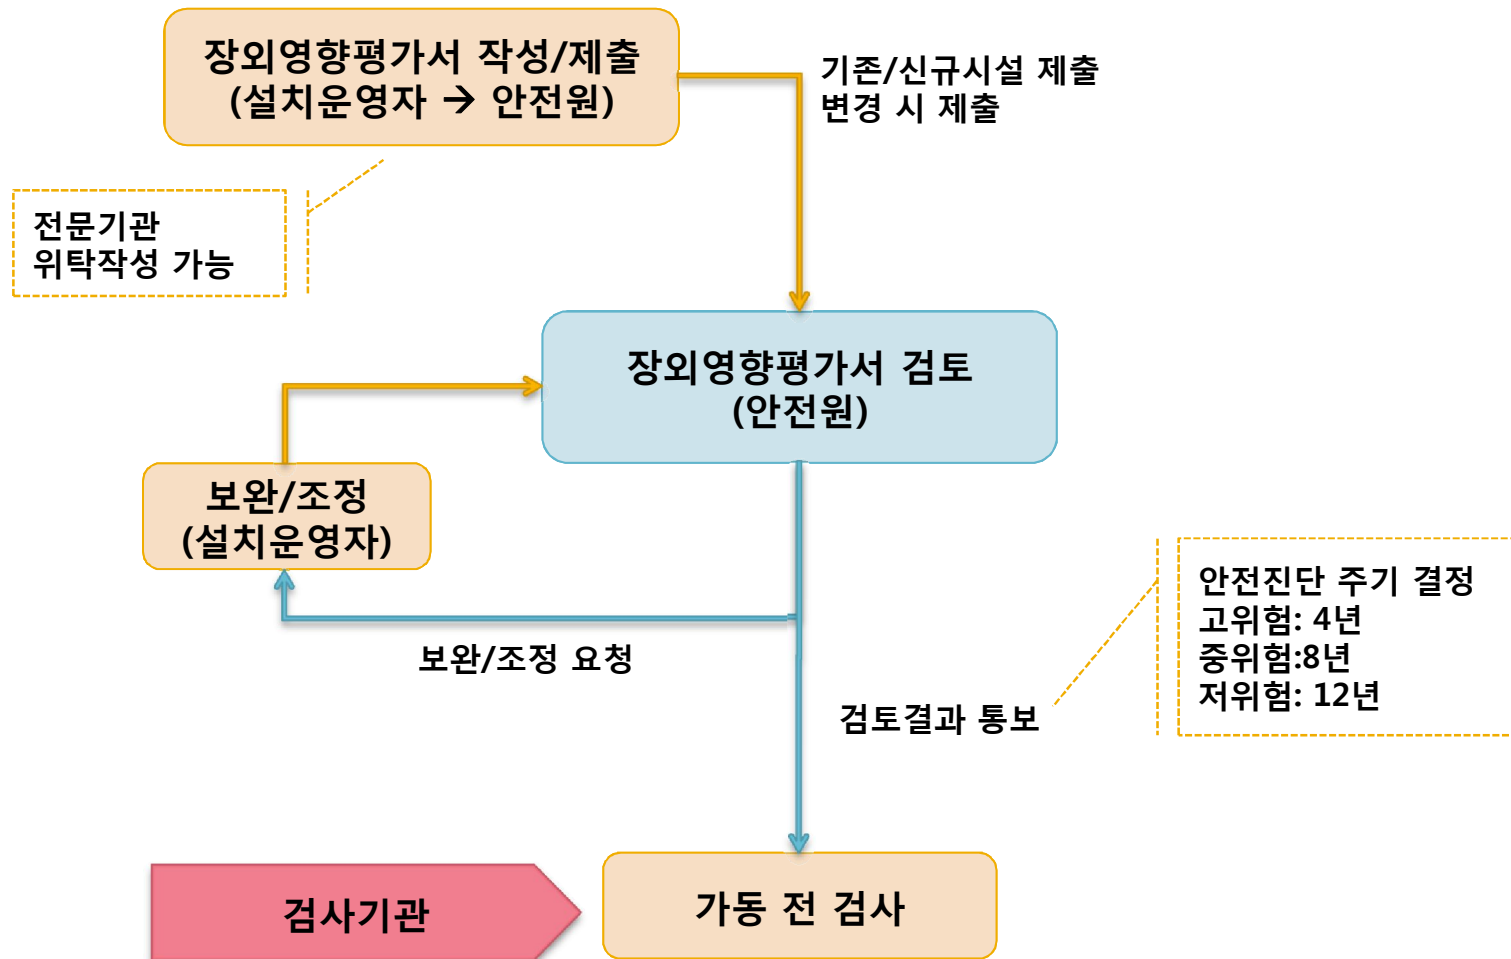 장외영향평가서 작성/제출
(설치운영자 → 안전원)
기존/신규시설 제출
변경 시 제출
전문기관
위탁작성 가능
장외영향평가서 검토
(안전원)
보완/조정
(설치운영자)
보완/조정 요청
안전진단 주기 결정
고위험: 4년
중위험:8년
저위험: 12년
검토결과 통보
검사기관
가동 전 검사